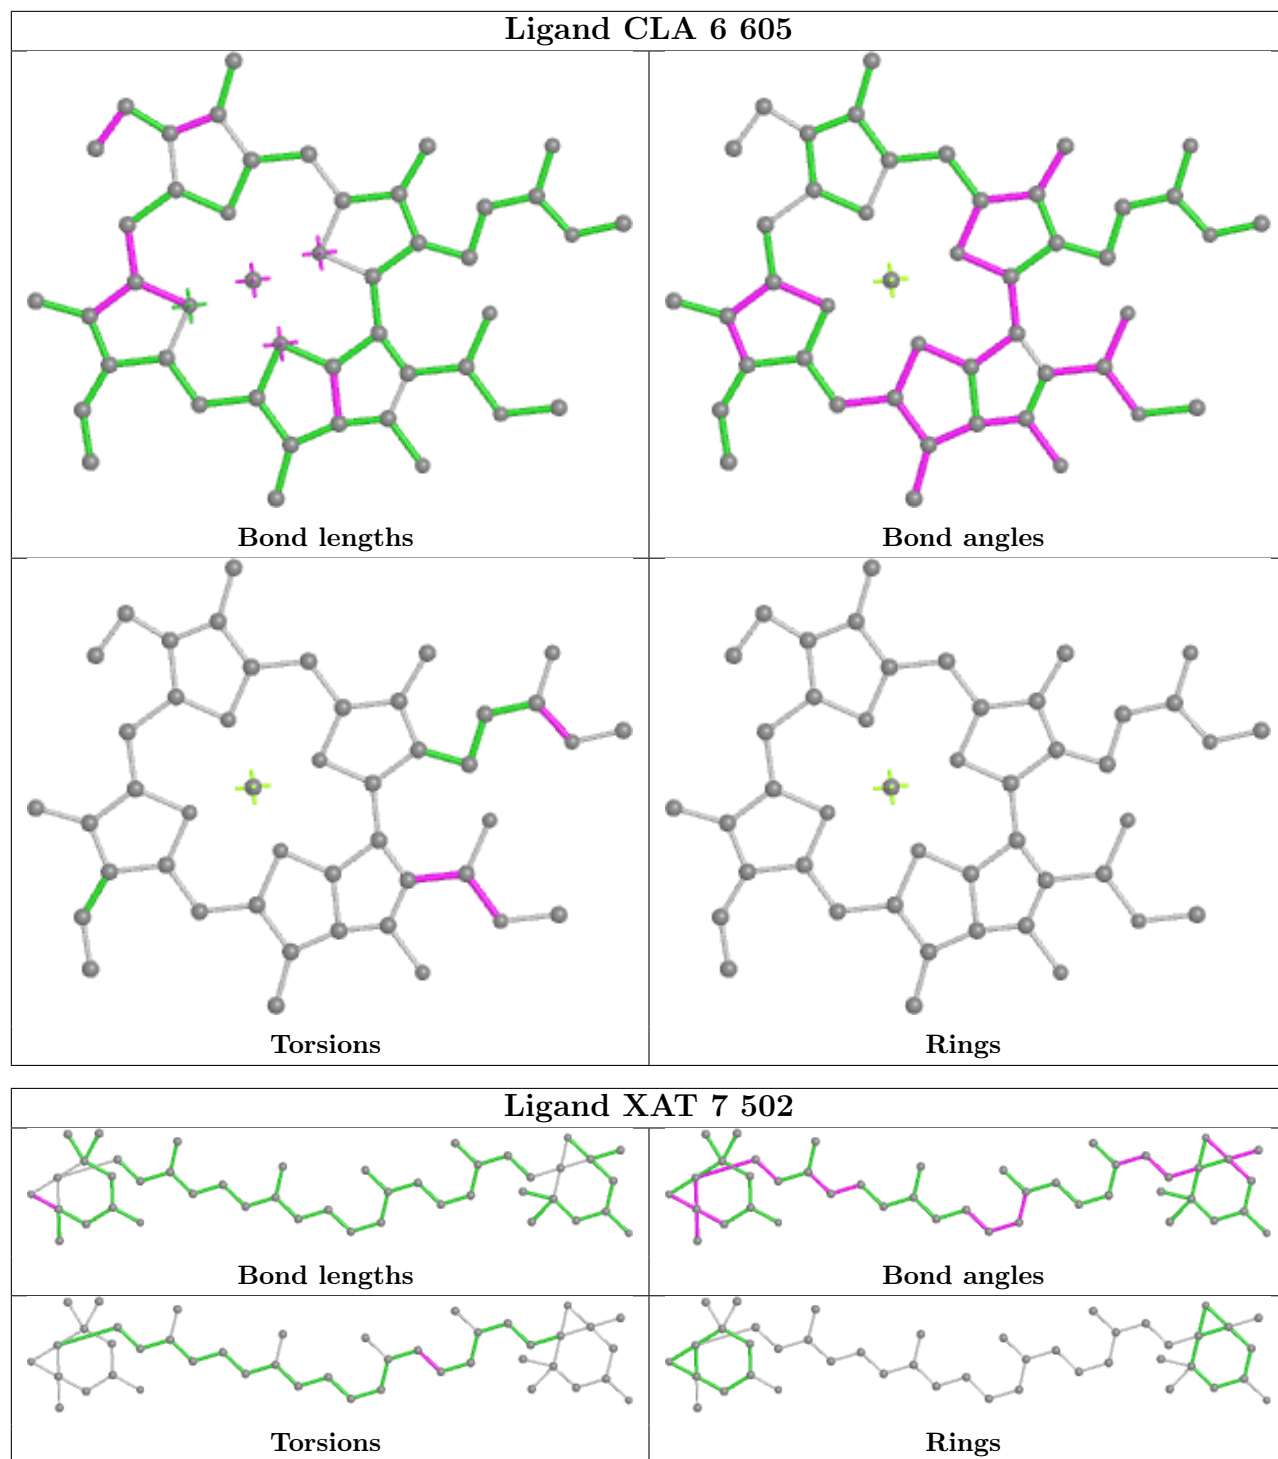 Ligand CLA 6 605
Bond lengths
Bond angles
Torsions
Rings
Ligand XAT 7 502
Bond lengths
Bond angles
Torsions
Rings